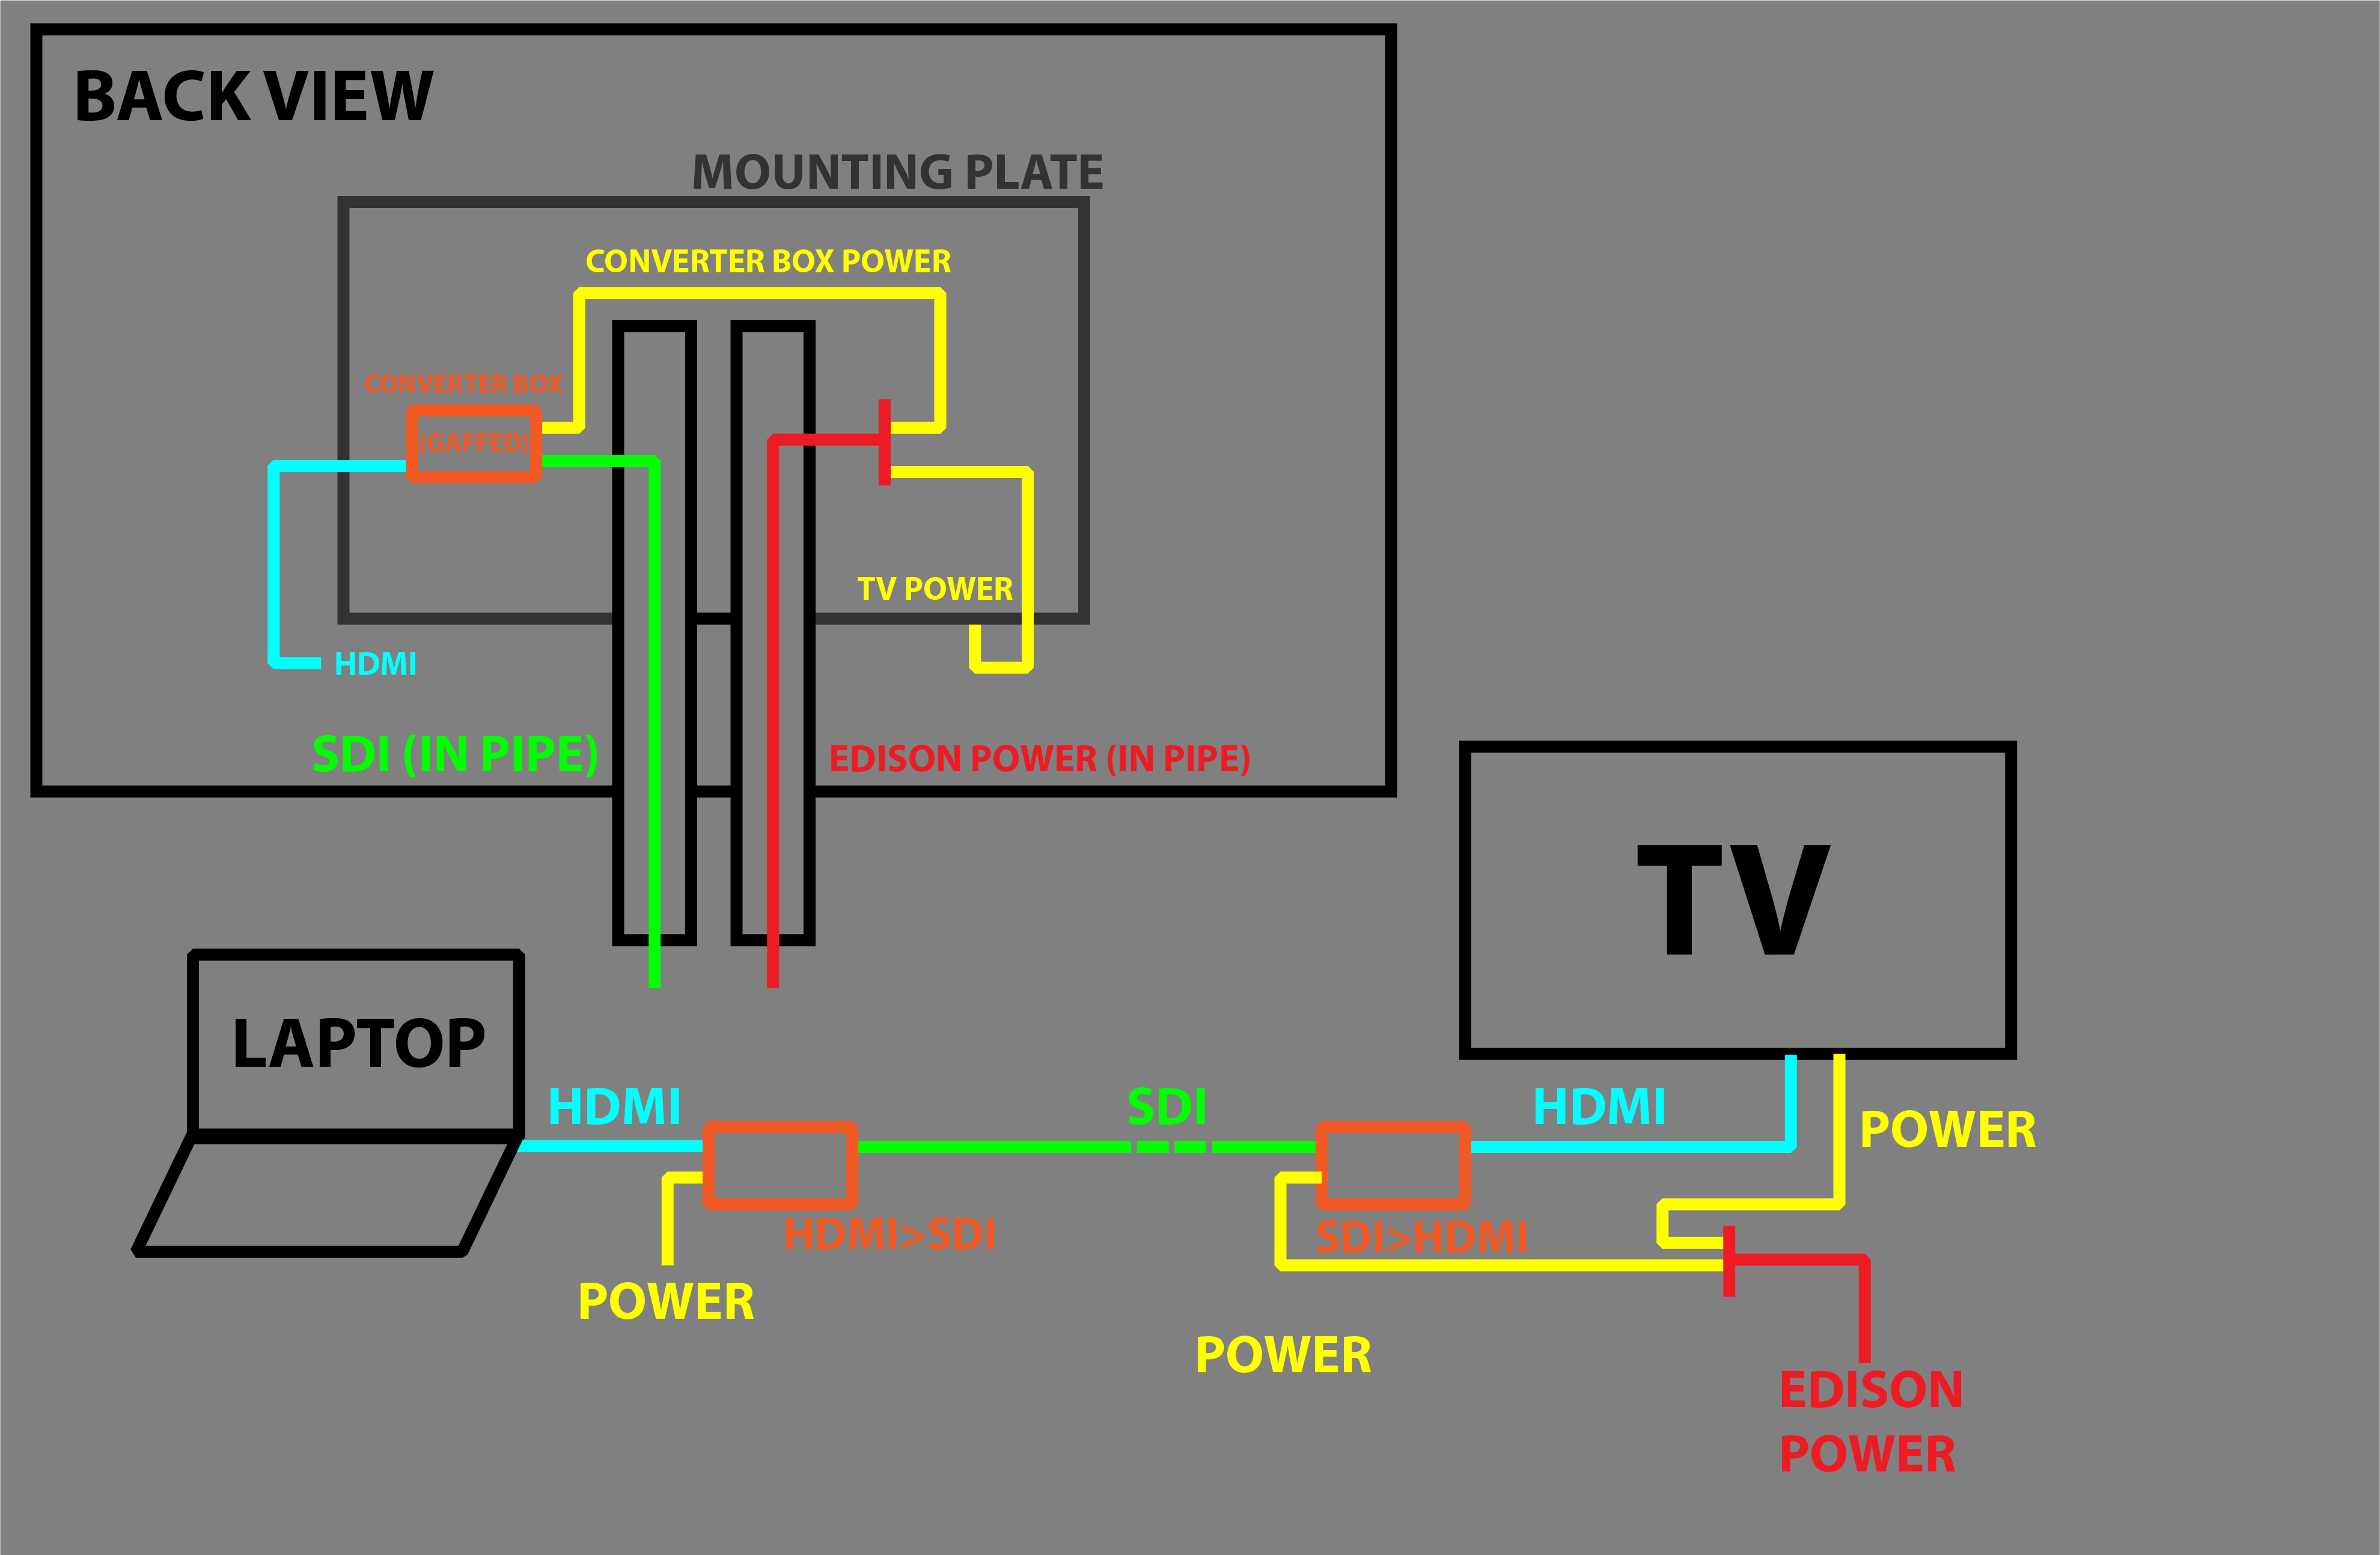 BACK VIEW
MOUNTING PLATE
CONVERTER BOX POWER
CONVERTER BOX
(GAFFED)
TV POWER
HDMI
SDI (IN PIPE)
EDISON POWER (IN PIPE)
TV
LAPTOP
HDMI
SDI
HDMI
POWER
HDMI>SDI
SDI>HDMI
POWER
POWER
EDISON
POWER